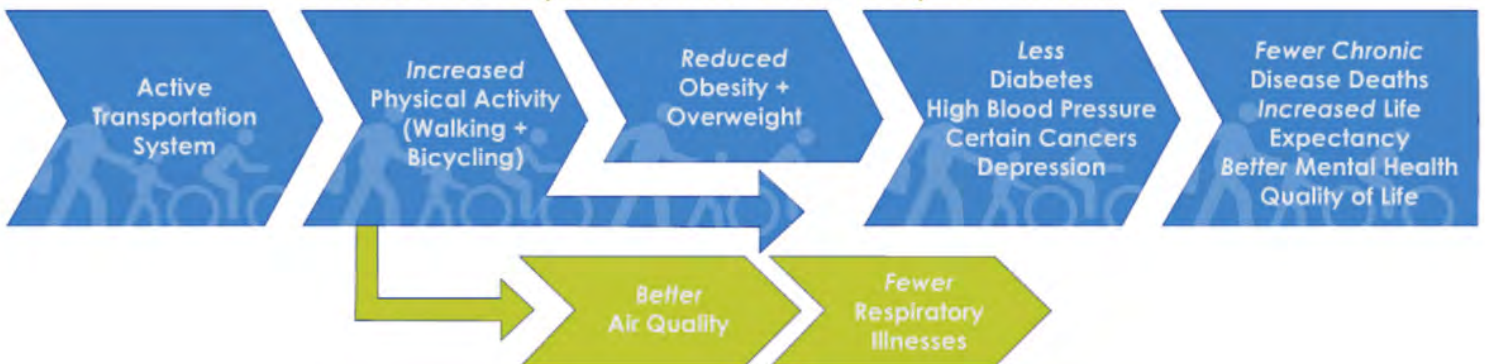 Active
Transportation
System
Increased
Physical Activity
(Walking +
Bicycling)
Reduced
Obesity +
Overweight
Less
Diabetes
High Blood Pressure
Certain Cancers
Depression
Fewer Chronic
Disease Deaths
Increased Life
Expectancy
Better Mental Health
Quality of Life
Better
Air Quality
Fewer
Respiratory
Illnesses